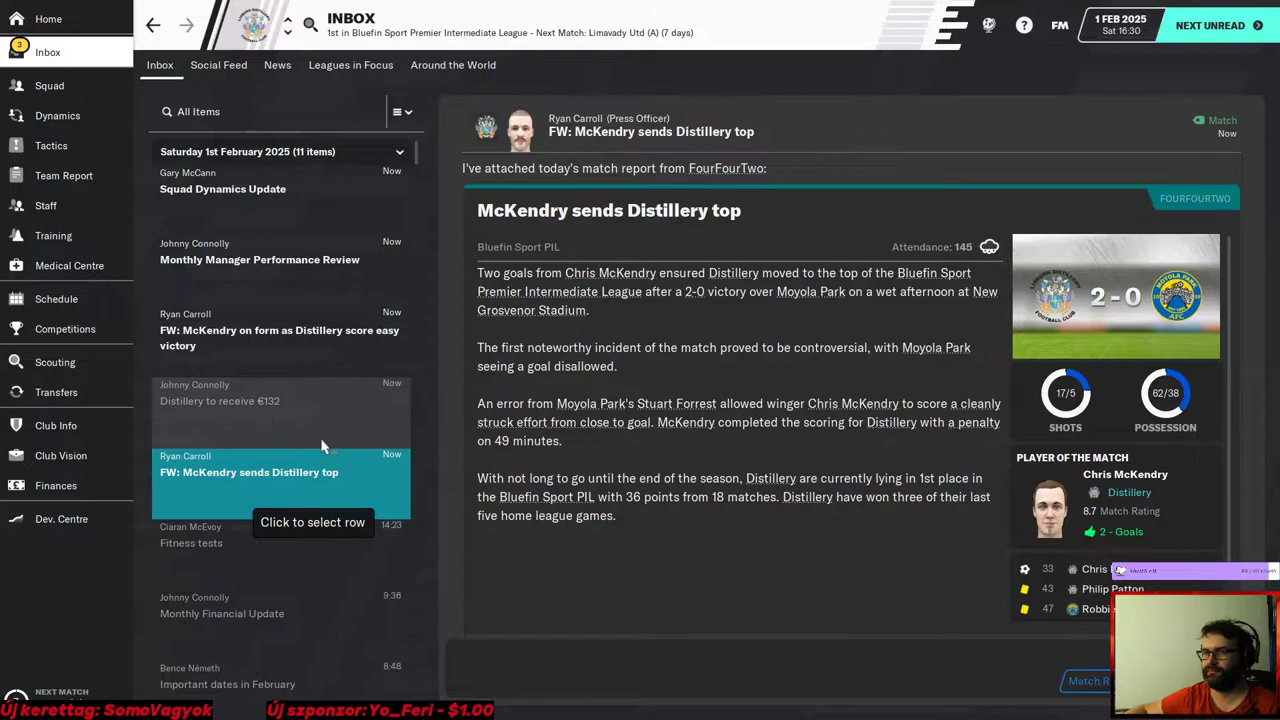 Home
INBOX
1st in Bluefin Sport Premier Intermediate League - Next Match: Limavady Utd (A) (7 days)
FM
1 FEB 2025
Sat 16:30
NEXT UNREAD
3
Inbox
Squad
Dynamics
Tactics
Team Report
Staff
Training
Medical Centre
Schedule
Competitions
Scouting
Transfers
Club Info
Club Vision
Finances
Dev. Centre
NEXT MATCH
Inbox
Social Feed
News
Leagues in Focus
Around the World
All Items
Saturday 1st February 2025 (11 items)
Gary McCann
Now
Squad Dynamics Update
Johnny Connolly
Now
Monthly Manager Performance Review
Ryan Carroll
Now
FW: McKendry on form as Distillery score easy
victory
Johnny Connolly
Now
Distillery to receive €132
Ryan Carroll
Now
FW: McKendry sends Distillery top
Click to select row
Ciaran McEvoy
14:23
Fitness tests
Johnny Connolly
9:36
Monthly Financial Update
Bence Németh
8:48
Important dates in February
Ryan Carroll (Press Officer)
FW: McKendry sends Distillery top
Match
Now
I've attached today's match report from FourFourTwo:
FOURFOURTWO
McKendry sends Distillery top
Bluefin Sport PIL
Attendance: 145
Two goals from Chris McKendry ensured Distillery moved to the top of the Bluefin Sport
Premier Intermediate League after a 2-0 victory over Moyola Park on a wet afternoon at New
Grosvenor Stadium.
The first noteworthy incident of the match proved to be controversial, with Moyola Park
seeing a goal disallowed.
An error from Moyola Park's Stuart Forrest allowed winger Chris McKendry to score a cleanly
struck effort from close to goal. McKendry completed the scoring for Distillery with a penalty
on 49 minutes.
With not long to go until the end of the season, Distillery are currently lying in 1st place in
the Bluefin Sport PIL with 36 points from 18 matches. Distillery have won three of their last
five home league games.
2 - 0
17/5
SHOTS
62/38
POSSESSION
PLAYER OF THE MATCH
Chris McKendry
Distillery
8.7 Match Rating
2 - Goals
33 Chris
43 Philip Patton
47 Robbi
Match R
Új kerettag: SomoVagyok
Új szponzor: Yo_Feri - $1.00